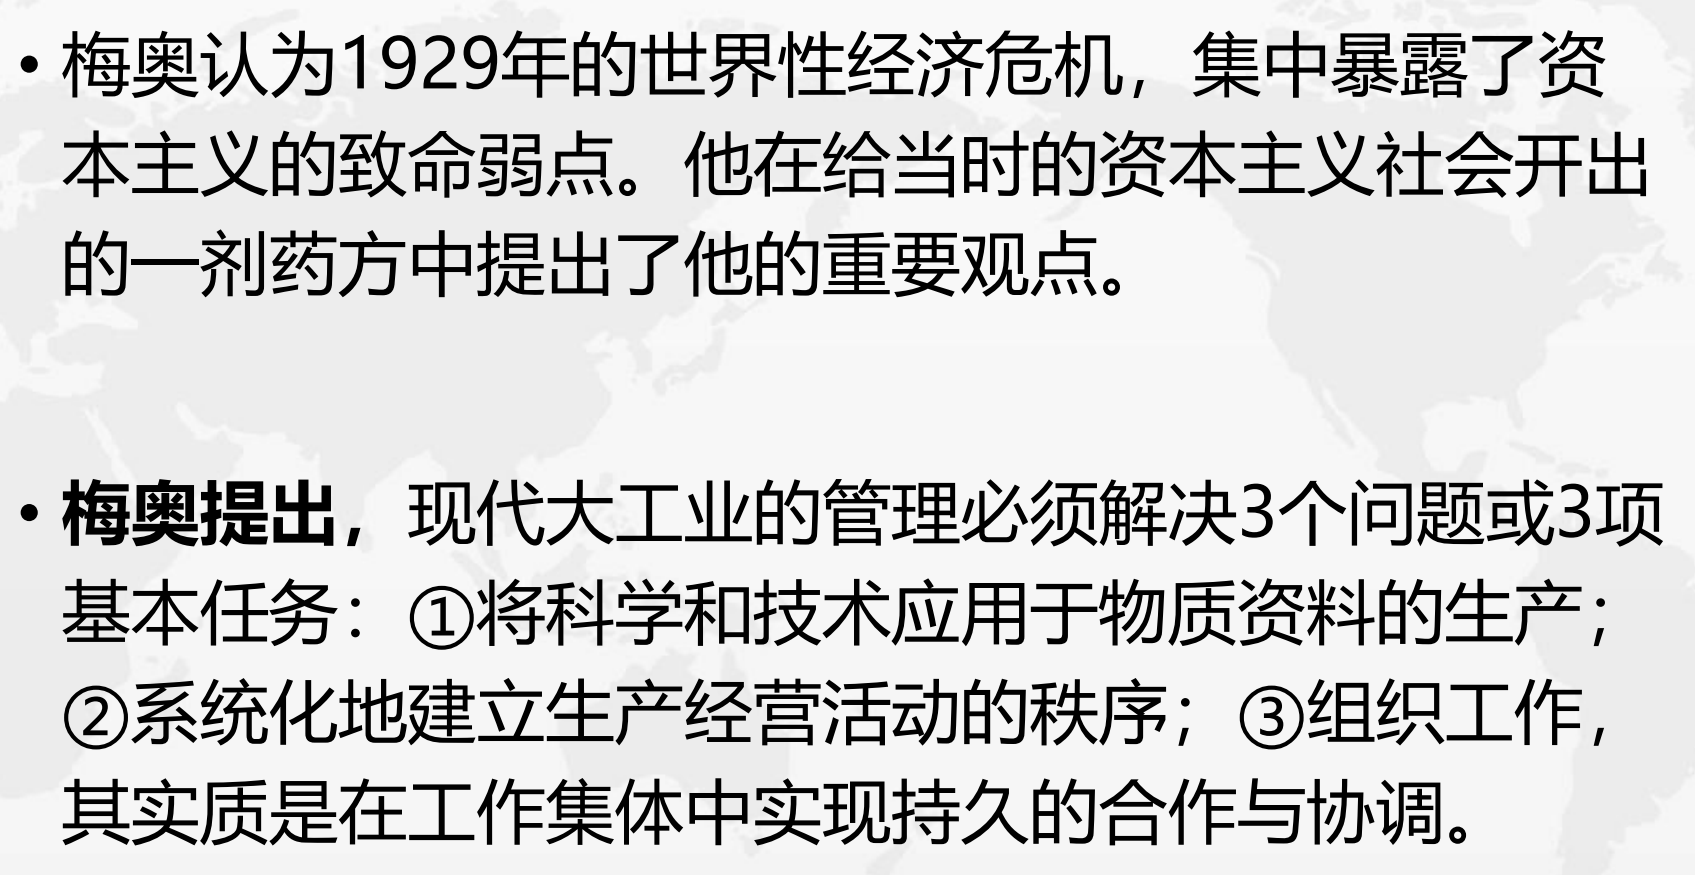 • 梅奥认为1929年的世界性经济危机，集中暴露了资
本主义的致命弱点。他在给当时的资本主义社会开出
的一剂药方中提出了他的重要观点。
• 梅奥提出，现代大工业的管理必须解决3个问题或3项
基本任务：①将科学和技术应用于物质资料的生产；
②系统化地建立生产经营活动的秩序；③组织工作，
其实质是在工作集体中实现持久的合作与协调。